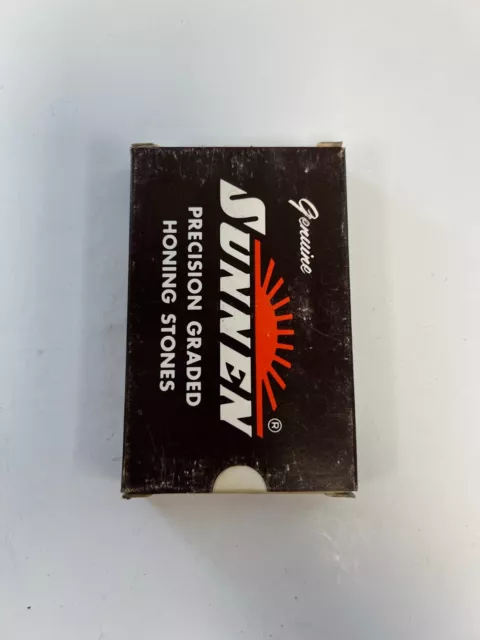 Genuine
SUNNEN®
PRECISION GRADED
HONING STONES